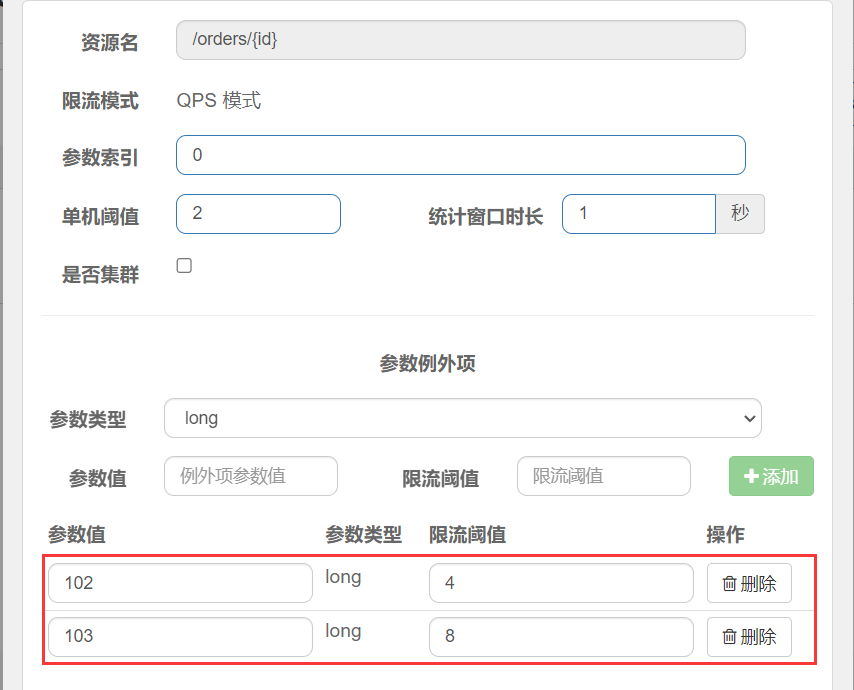 资源名 /orders/{id}
限流模式 QPS 模式
参数索引 0
单机阈值 2 统计窗口时长 1 秒
是否集群
参数例外项
参数类型 long
参数值 例外项参数值 限流阈值 限流阈值 添加
参数值 参数类型 限流阈值 操作
102 long 4 删除
103 long 8 删除